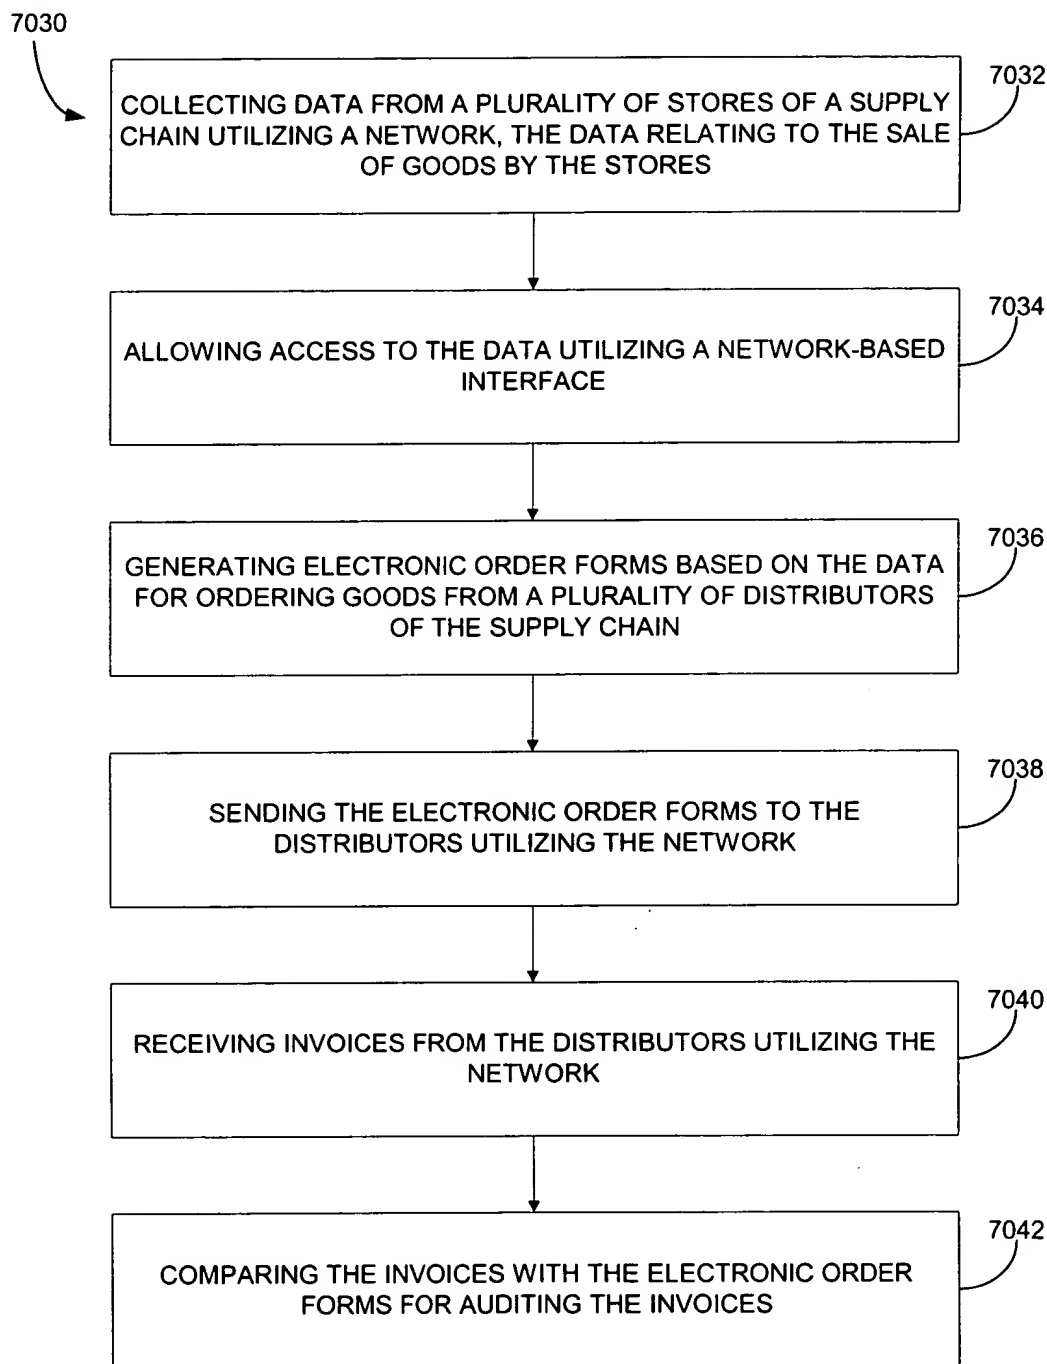 7030
7032
COLLECTING DATA FROM A PLURALITY OF STORES OF A SUPPLY
CHAIN UTILIZING A NETWORK, THE DATA RELATING TO THE SALE
OF GOODS BY THE STORES
7034
ALLOWING ACCESS TO THE DATA UTILIZING A NETWORK-BASED
INTERFACE
7036
GENERATING ELECTRONIC ORDER FORMS BASED ON THE DATA
FOR ORDERING GOODS FROM A PLURALITY OF DISTRIBUTORS
OF THE SUPPLY CHAIN
7038
SENDING THE ELECTRONIC ORDER FORMS TO THE
DISTRIBUTORS UTILIZING THE NETWORK
7040
RECEIVING INVOICES FROM THE DISTRIBUTORS UTILIZING THE
NETWORK
7042
COMPARING THE INVOICES WITH THE ELECTRONIC ORDER
FORMS FOR AUDITING THE INVOICES